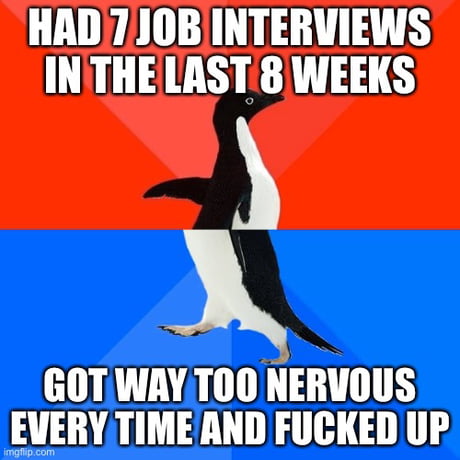 HAD 7 JOB INTERVIEWS
IN THE LAST 8 WEEKS
GOT WAY TOO NERVOUS
EVERY TIME AND FUCKED UP
imgflip.com